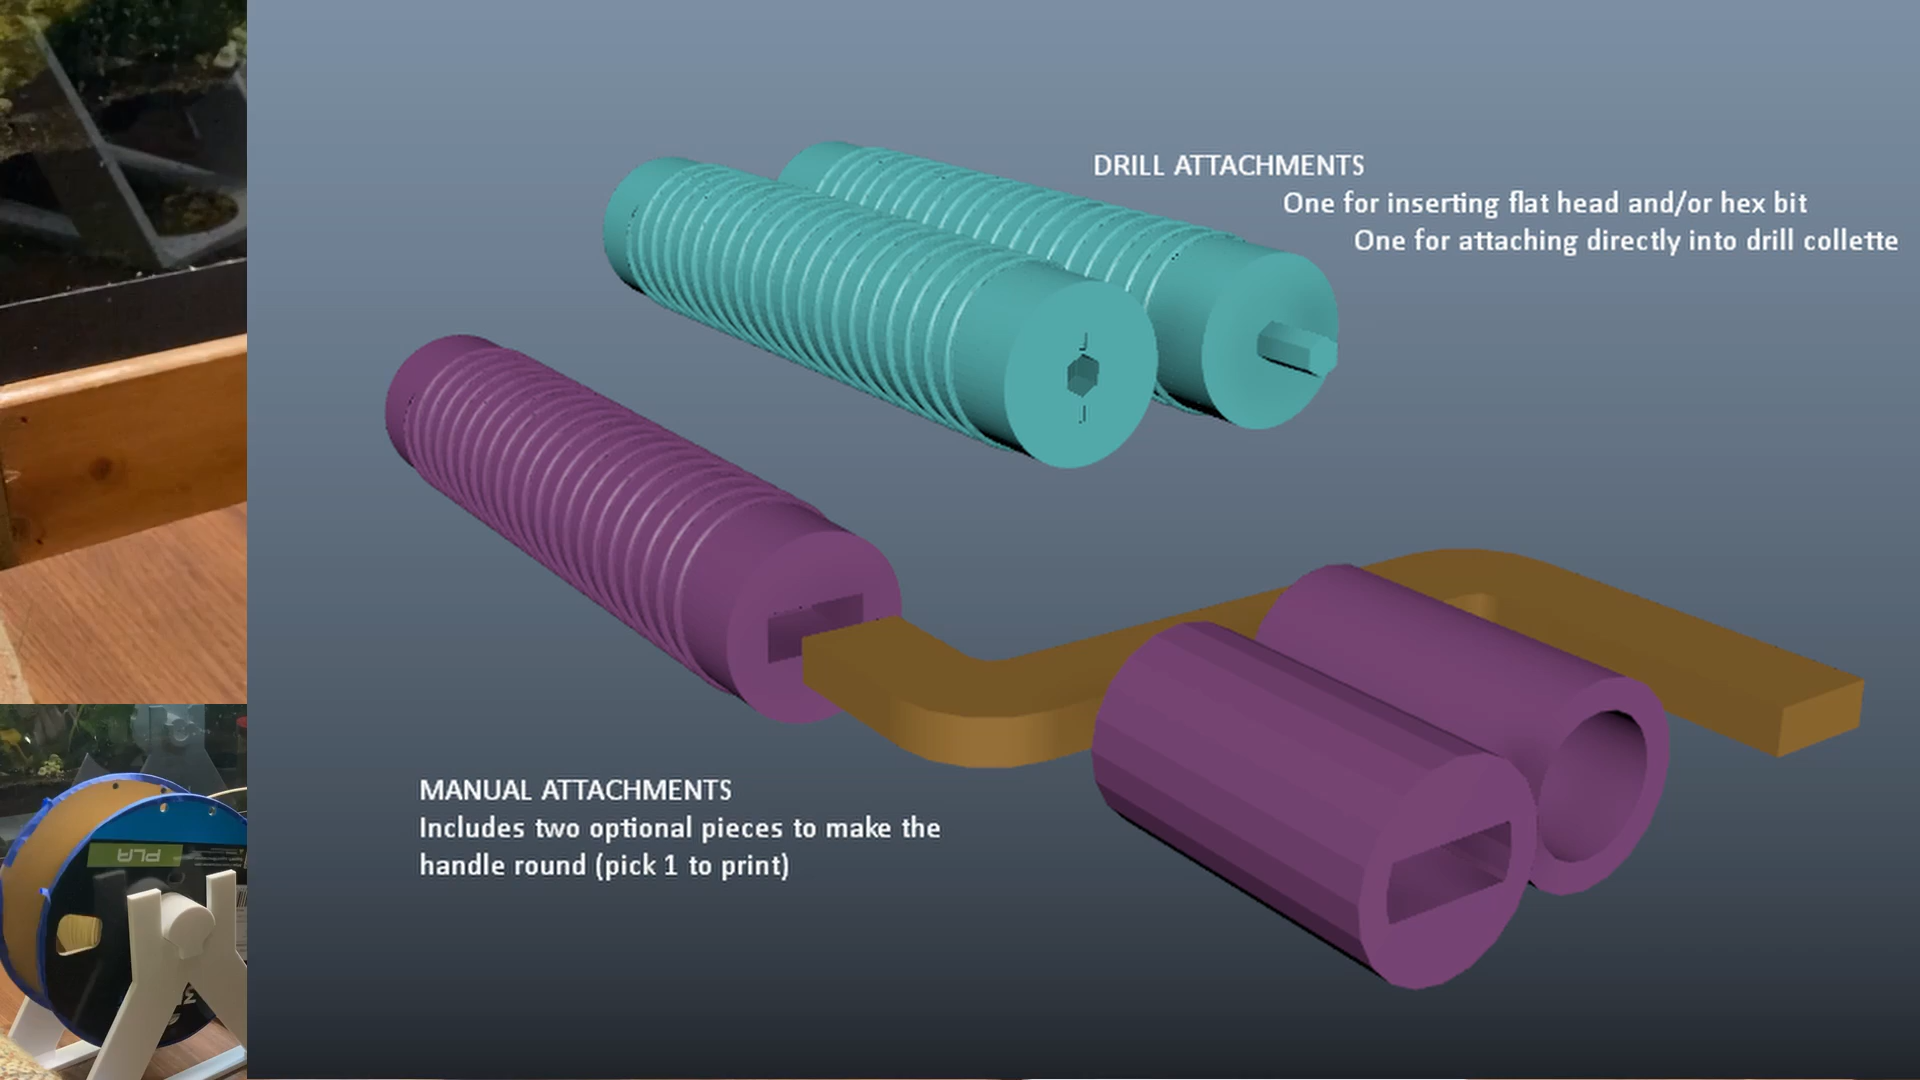 DRILL ATTACHMENTS
One for inserting flat head and/or hex bit
One for attaching directly into drill collette
MANUAL ATTACHMENTS
Includes two optional pieces to make the
handle round (pick 1 to print)
PLA